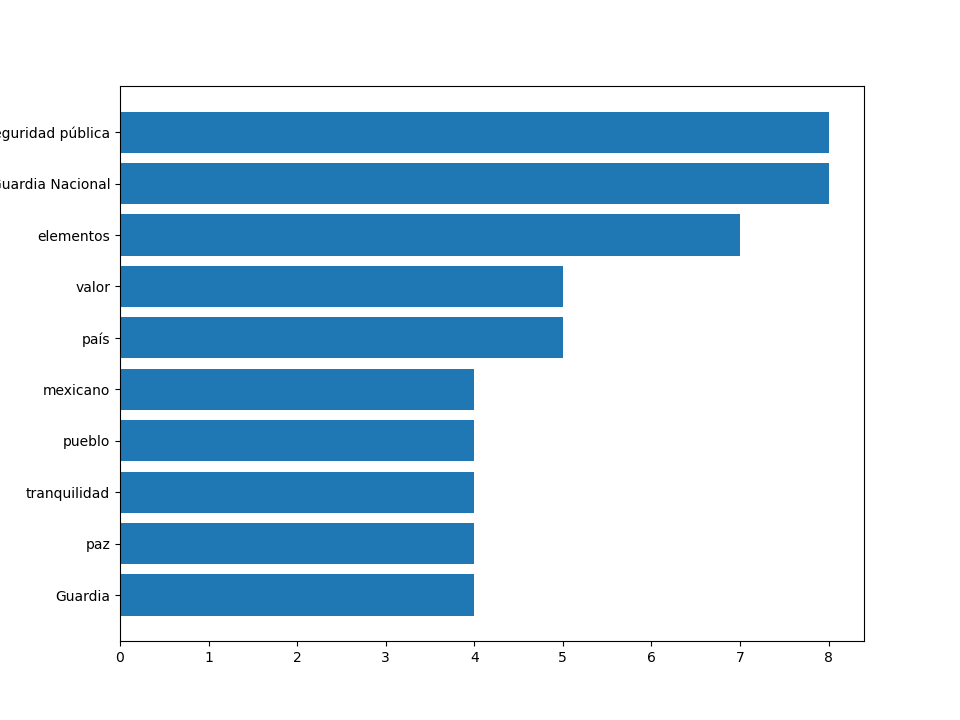 eguridad pública
Guardia Nacional
elementos
valor
país
mexicano
pueblo
tranquilidad
paz
Guardia
0 1 2 3 4 5 6 7 8